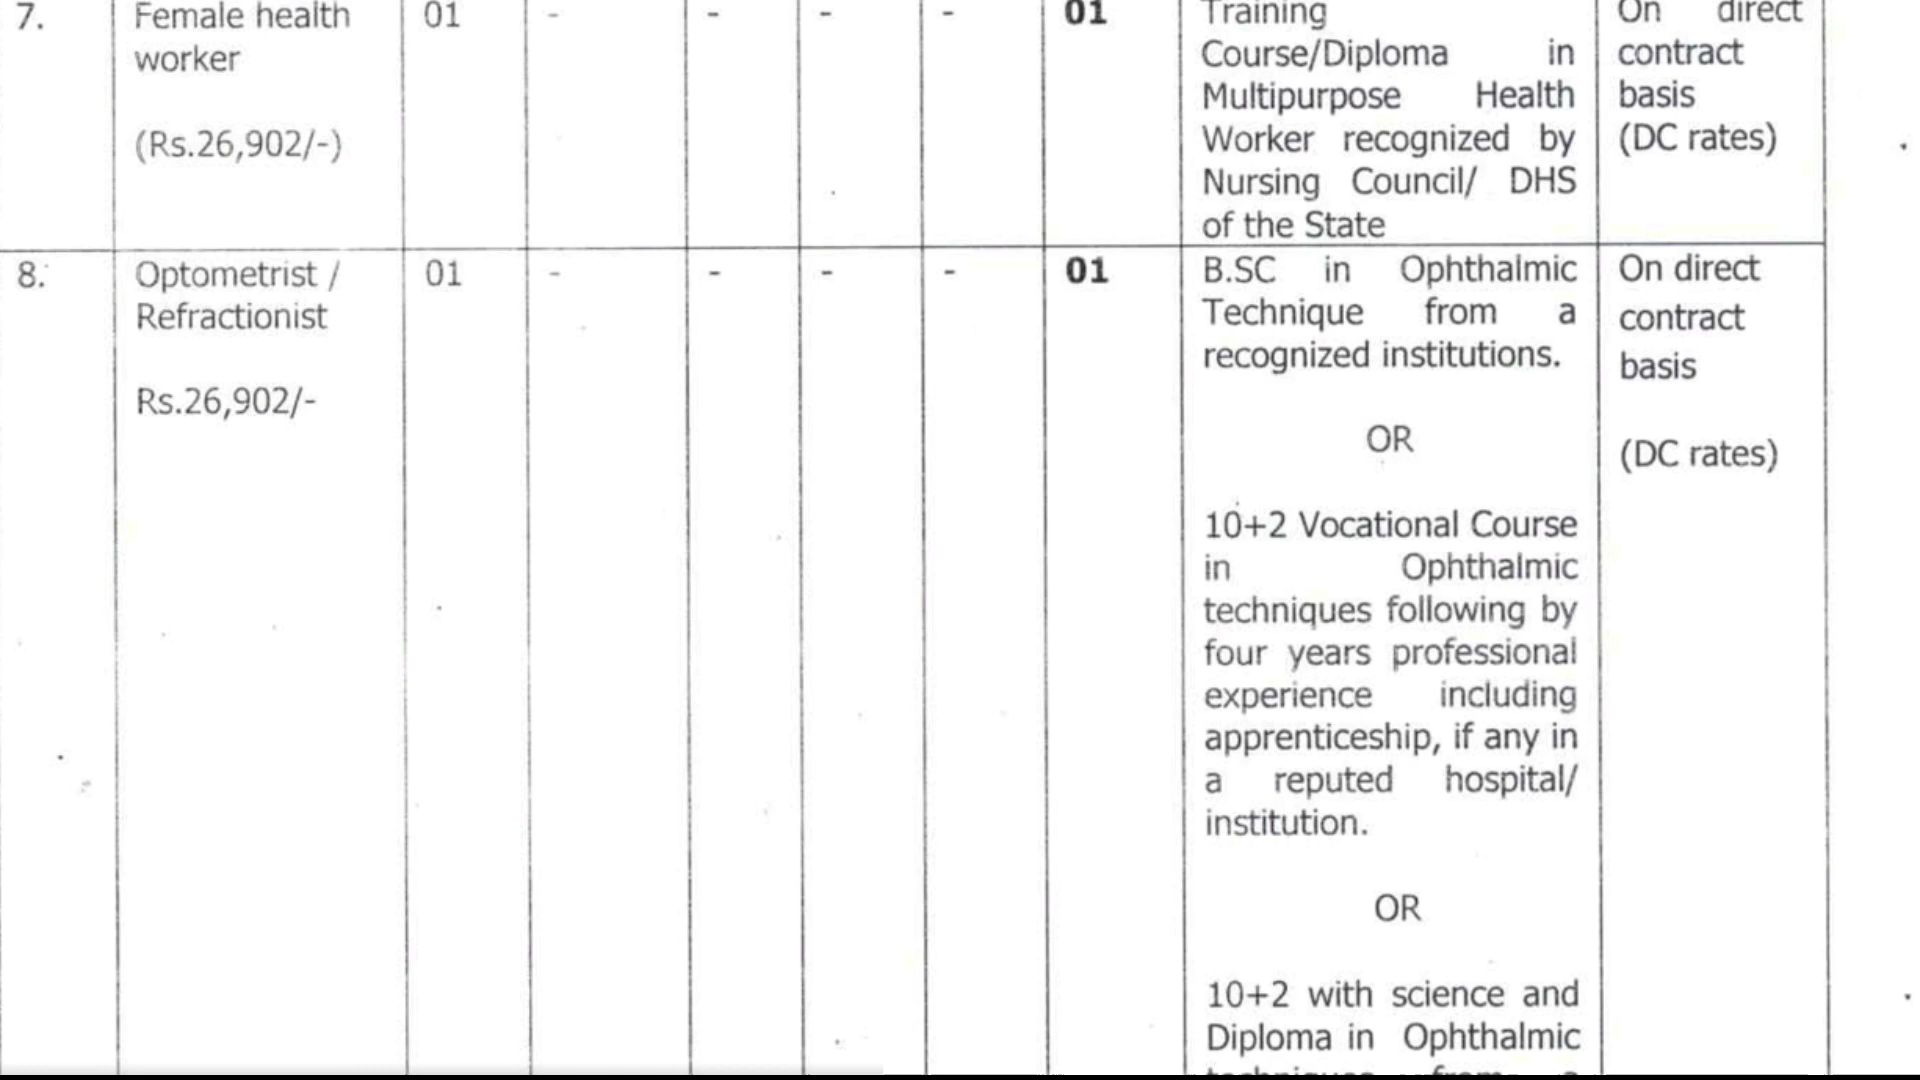 7.
Female health
worker
(Rs.26,902/-)
01
-
-
-
-
01
Training
Course/Diploma in
Multipurpose Health
Worker recognized by
Nursing Council/ DHS
of the State
On direct
contract
basis
(DC rates)
8.
Optometrist /
Refractionist
Rs.26,902/-
01
-
-
-
-
01
B.SC in Ophthalmic
Technique from a
recognized institutions.
OR
10+2 Vocational Course
in Ophthalmic
techniques following by
four years professional
experience including
apprenticeship, if any in
a reputed hospital/
institution.
OR
10+2 with science and
Diploma in Ophthalmic
On direct
contract
basis
(DC rates)